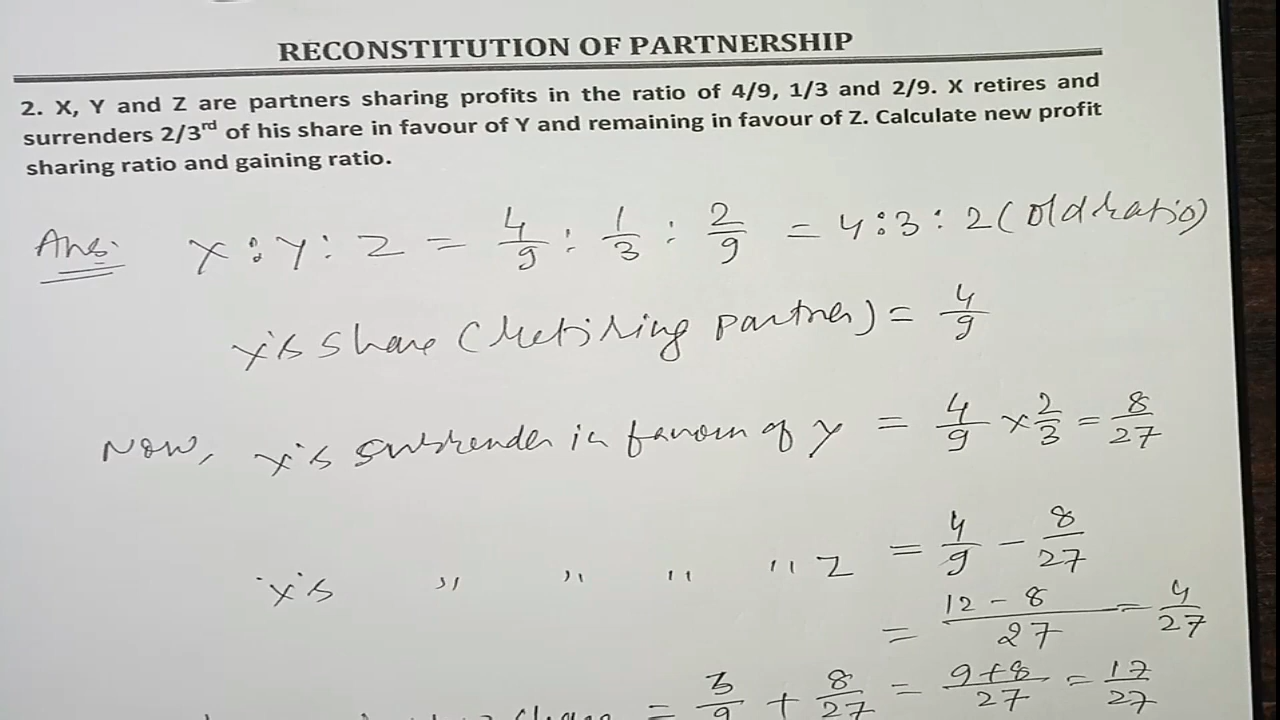 RECONSTITUTION OF PARTNERSHIP
2. X, Y and Z are partners sharing profits in the ratio of 4/9, 1/3 and 2/9. X retires and
surrenders 2/3rd of his share in favour of Y and remaining in favour of Z. Calculate new profit
sharing ratio and gaining ratio.
Ans: X : Y : Z = 4/9 : 1/3 : 2/9 = 4:3:2 (old ratio)
X's share (Retiring partner) = 4/9
Now, X's surrender in favour of Y = 4/9 × 2/3 = 8/27
X's " " " " Z = 4/9 - 8/27
= 12 - 8/27 = 4/27
= 3/9 + 8/27 = 9+8/27 = 17/27